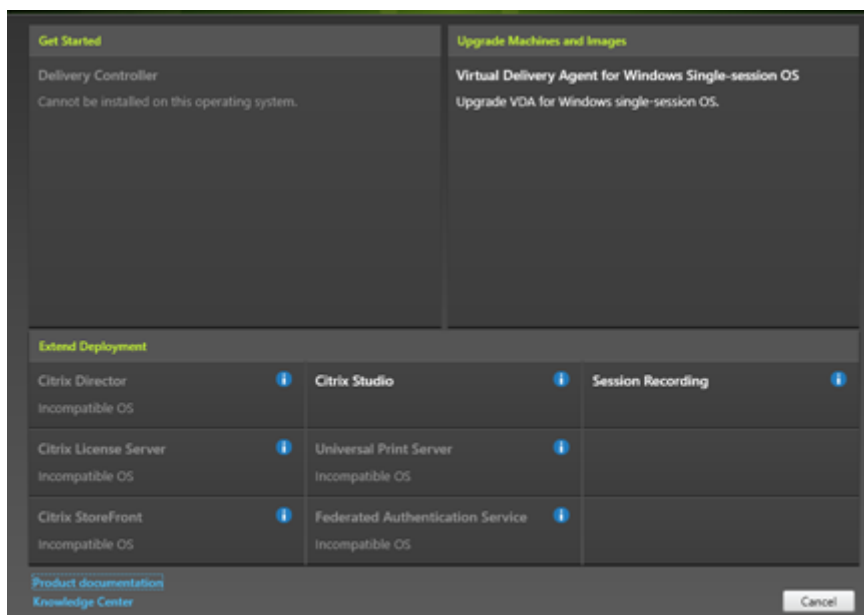 Get Started
Delivery Controller
Cannot be installed on this operating system.
Upgrade Machines and Images
Virtual Delivery Agent for Windows Single-session OS
Upgrade VDA for Windows single-session OS.
Extend Deployment
Citrix Director
Incompatible OS
Citrix Studio
Session Recording
Citrix License Server
Incompatible OS
Universal Print Server
Incompatible OS
Citrix StoreFront
Incompatible OS
Federated Authentication Service
Incompatible OS
Product documentation
Knowledge Center
Cancel